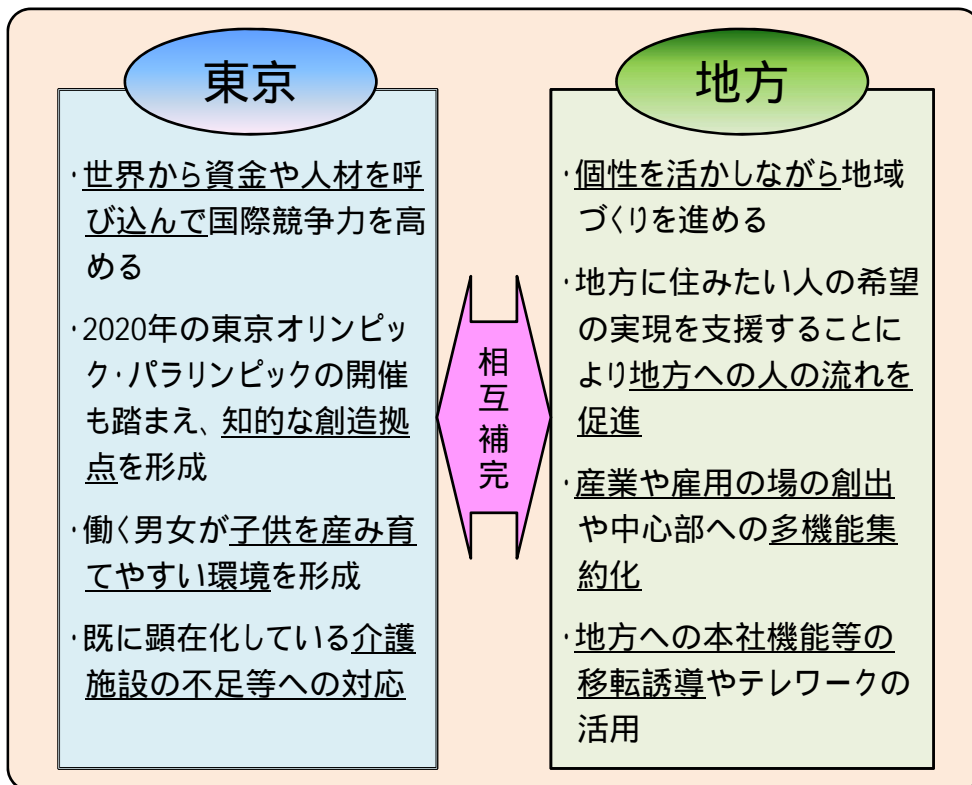 東京
・世界から資金や人材を呼
び込んで国際競争力を高
める
・2020年の東京オリンピッ
ク・パラリンピックの開催
も踏まえ、知的な創造拠
点を形成
・働く男女が子供を産み育
てやすい環境を形成
・既に顕在化している介護
施設の不足等への対応
相互補完
地方
・個性を活かしながら地域
づくりを進める
・地方に住みたい人の希望
の実現を支援することに
より地方への人の流れを
促進
・産業や雇用の場の創出
や中心部への多機能集
約化
・地方への本社機能等の
移転誘導やテレワークの
活用